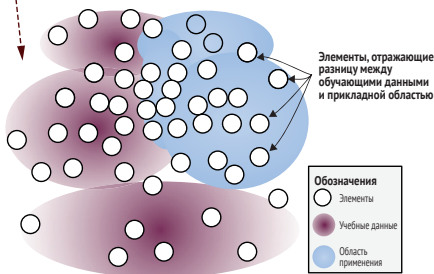 Элементы, отражающие
разницу между
обучающими данными
и прикладной областью
Обозначения
Элементы
Учебные данные
Область
применения